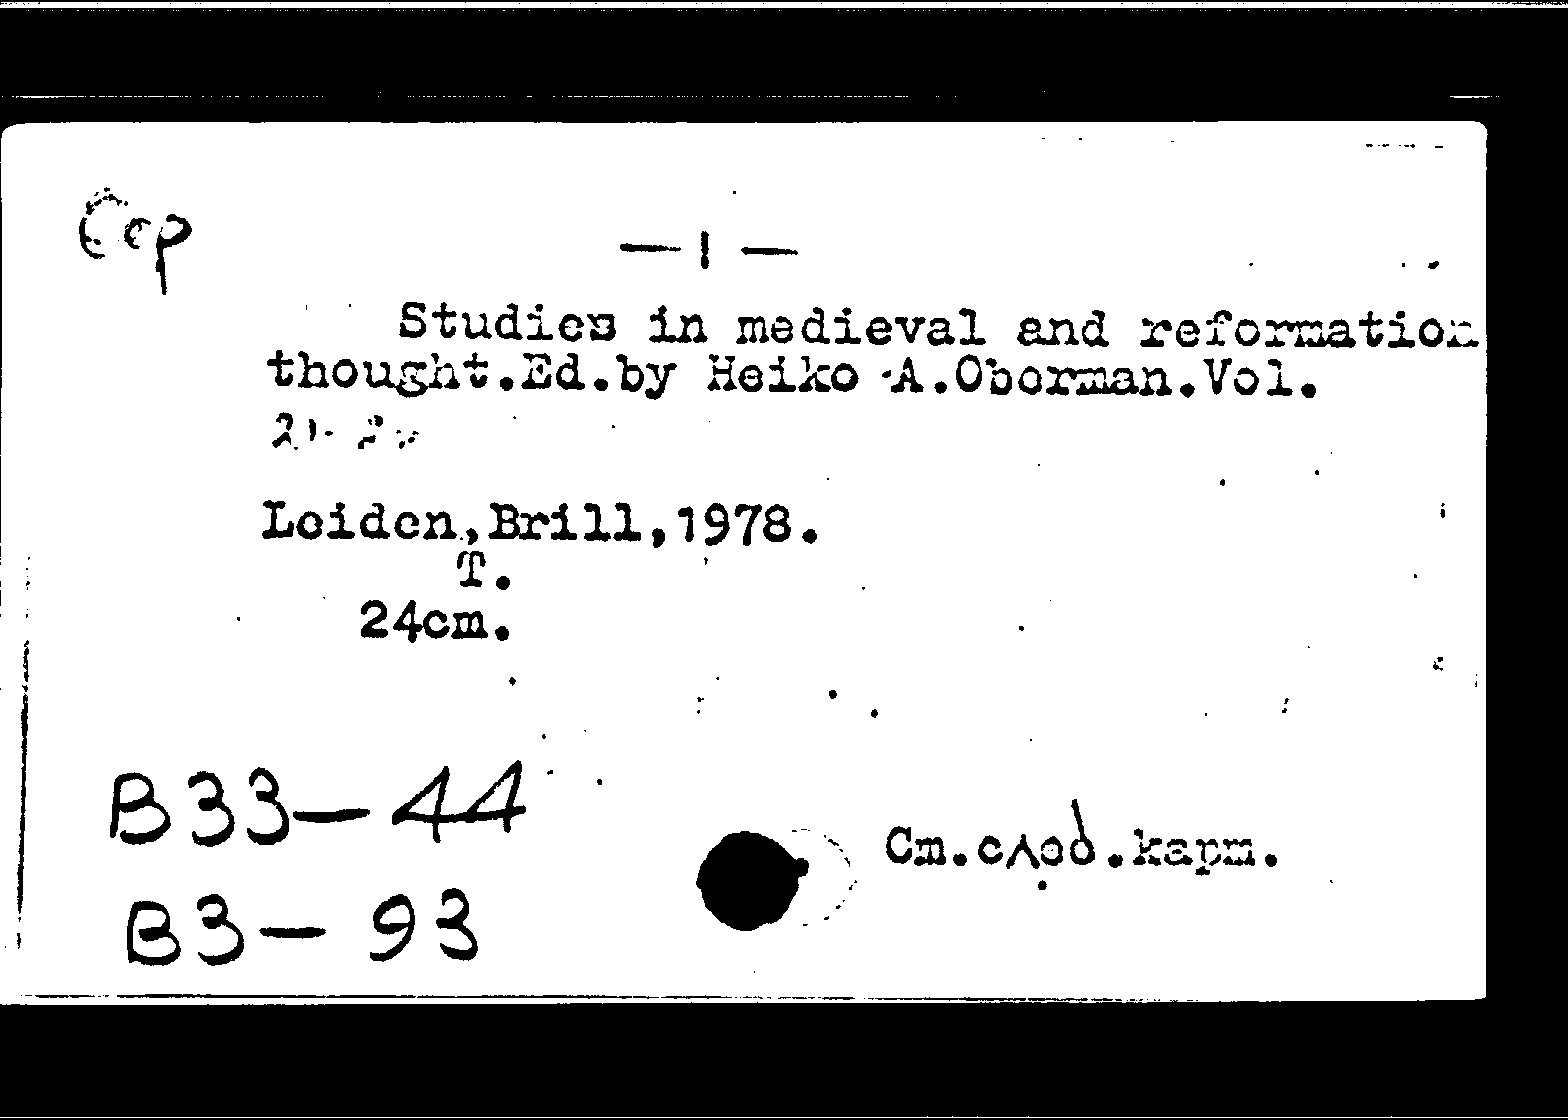 Сер
— 1 —
Studies in medieval and reformation
thought.Ed.by Heiko A.Oberman.Vol.
Leiden,Brill,1978.
T.
24cm.
B33—44
Cm.след.карт.
B3—93